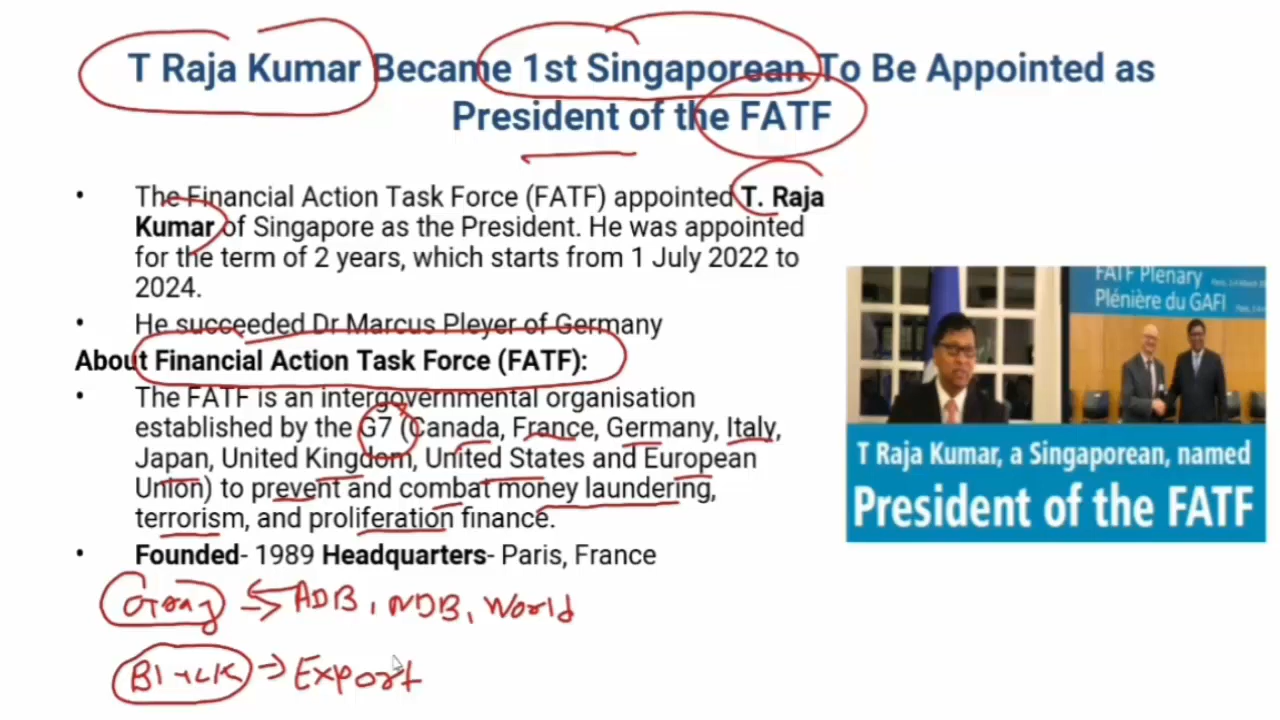 T Raja Kumar Became 1st Singaporean To Be Appointed as
President of the FATF
• The Financial Action Task Force (FATF) appointed T. Raja
Kumar of Singapore as the President. He was appointed
for the term of 2 years, which starts from 1 July 2022 to
2024.
• He succeeded Dr Marcus Pleyer of Germany
About Financial Action Task Force (FATF):
• The FATF is an intergovernmental organisation
established by the G7 (Canada, France, Germany, Italy,
Japan, United Kingdom, United States and European
Union) to prevent and combat money laundering,
terrorism, and proliferation finance.
• Founded- 1989 Headquarters- Paris, France
FATF Plenary
Plénière du GAFI
T Raja Kumar, a Singaporean, named
President of the FATF
ADB, NDB, World
Black → Export